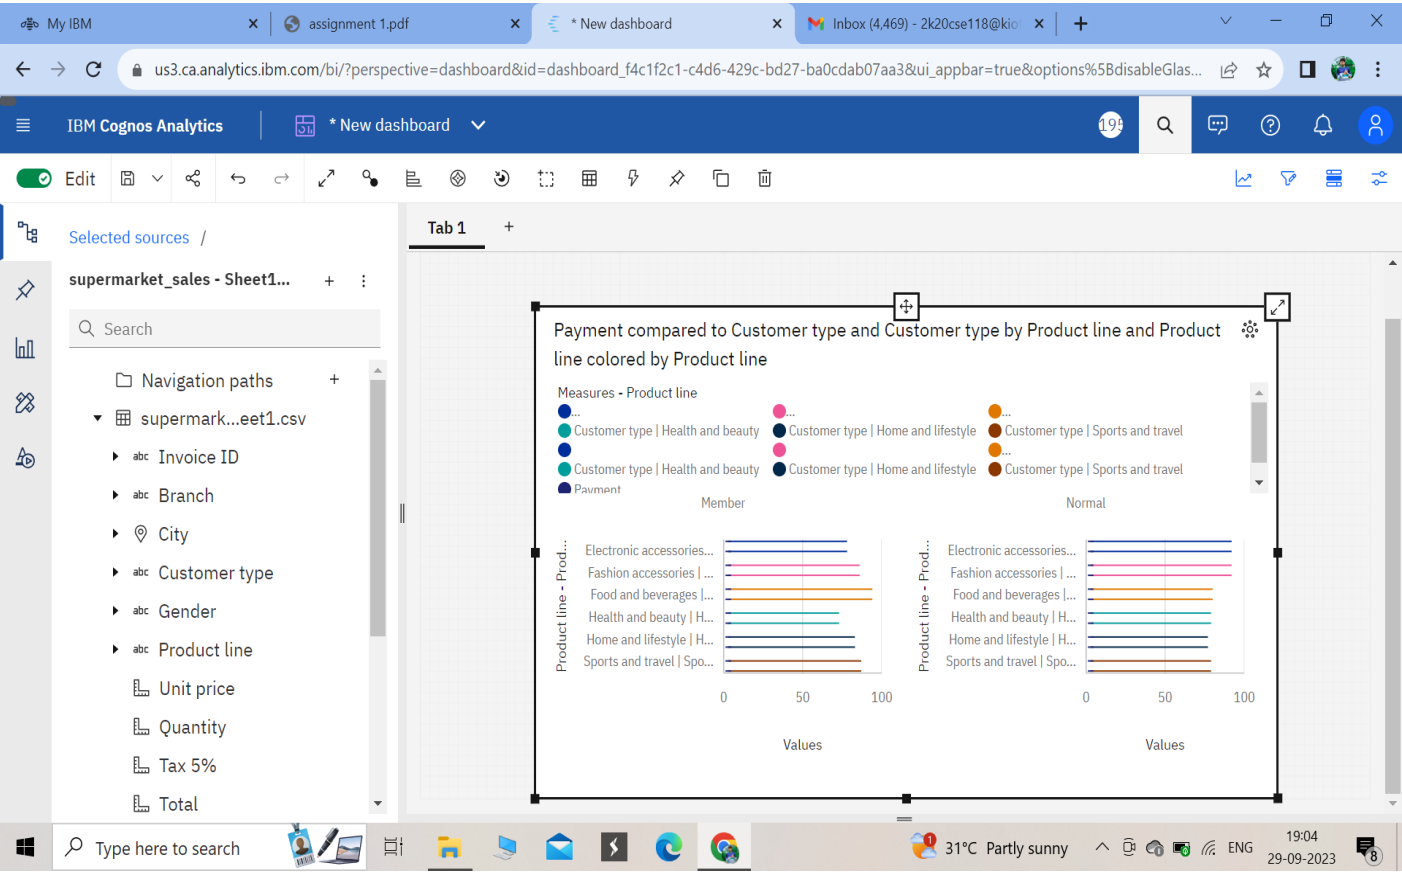 My IBM
assignment 1.pdf
* New dashboard
Inbox (4,469) - 2k20cse118@kio
us3.ca.analytics.ibm.com/bi/?perspective=dashboard&id=dashboard_f4c1f2c1-c4d6-429c-bd27-ba0cdab07aa3&ui_appbar=true&options%5BdisableGlas...
IBM Cognos Analytics
* New dashboard
195
Edit
Selected sources /
Tab 1
supermarket_sales - Sheet1...
Search
Navigation paths
supermark...eet1.csv
abc Invoice ID
abc Branch
City
abc Customer type
abc Gender
abc Product line
Unit price
Quantity
Tax 5%
Total
Payment compared to Customer type and Customer type by Product line and Product
line colored by Product line
Measures - Product line
... ... ...
Customer type | Health and beauty Customer type | Home and lifestyle Customer type | Sports and travel
...
Customer type | Health and beauty Customer type | Home and lifestyle Customer type | Sports and travel
Payment
Member
Normal
Product line - Prod...
Electronic accessories...
Fashion accessories | ...
Food and beverages |...
Health and beauty | H...
Home and lifestyle | H...
Sports and travel | Spo...
0 50 100
Values
Product line - Prod...
Electronic accessories...
Fashion accessories | ...
Food and beverages |...
Health and beauty | H...
Home and lifestyle | H...
Sports and travel | Spo...
0 50 100
Values
Type here to search
1
31°C Partly sunny
ENG
19:04
29-09-2023
8